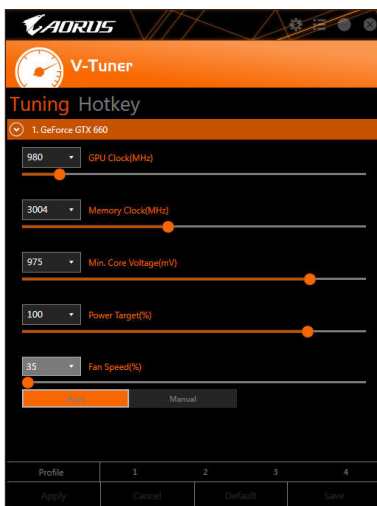 AORUS
V-Tuner
Tuning Hotkey
1. GeForce GTX 660
980 GPU Clock(MHz)
3004 Memory Clock(MHz)
975 Min. Core Voltage(mV)
100 Power Target(%)
35 Fan Speed(%)
Auto Manual
Profile 1 2 3 4
Apply Cancel Default Save